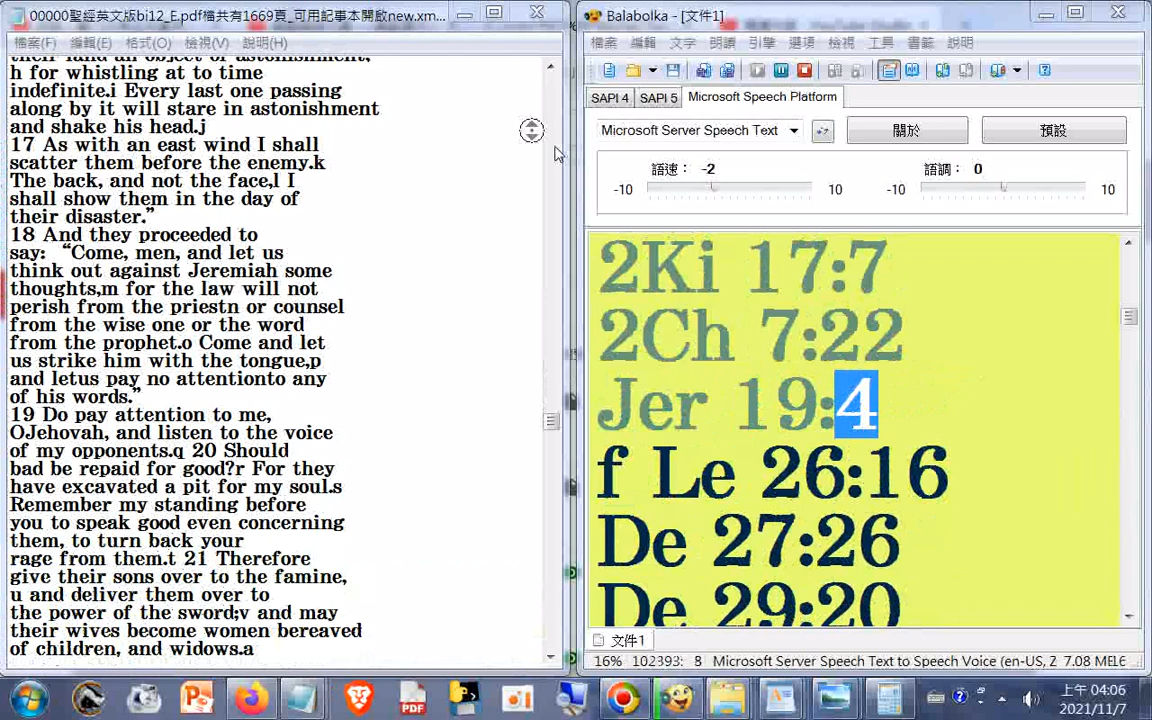 00000聖經英文版bi12_E.pdf檔共有1669頁_可用記事本開啟new.xm...
檔案(F) 編輯(E) 格式(O) 檢視(V) 說明(H)
their land an object of astonishment,
h for whistling at to time
indefinite.i Every last one passing
along by it will stare in astonishment
and shake his head.j
17 As with an east wind I shall
scatter them before the enemy.k
The back, and not the face,l I
shall show them in the day of
their disaster.”
18 And they proceeded to
say: “Come, men, and let us
think out against Jeremiah some
thoughts,m for the law will not
perish from the priestn or counsel
from the wise one or the word
from the prophet.o Come and let
us strike him with the tongue,p
and letus pay no attentionto any
of his words.”
19 Do pay attention to me,
OJehovah, and listen to the voice
of my opponents.q 20 Should
bad be repaid for good?r For they
have excavated a pit for my soul.s
Remember my standing before
you to speak good even concerning
them, to turn back your
rage from them.t 21 Therefore
give their sons over to the famine,
u and deliver them over to
the power of the sword;v and may
their wives become women bereaved
of children, and widows.a
Balabolka - [文件1]
檔案 編輯 文字 朗讀 引擎 選項 檢視 工具 書籤 說明
SAPI 4 SAPI 5 Microsoft Speech Platform
Microsoft Server Speech Text 關於 預設
語速: -2 語調: 0
-10 10 -10 10
2Ki 17:7
2Ch 7:22
Jer 19:4
f Le 26:16
De 27:26
De 29:20
文件1
16% 102393: 8 Microsoft Server Speech Text to Speech Voice (en-US, 2 7.08 MEL6
上午 04:06
2021/11/7